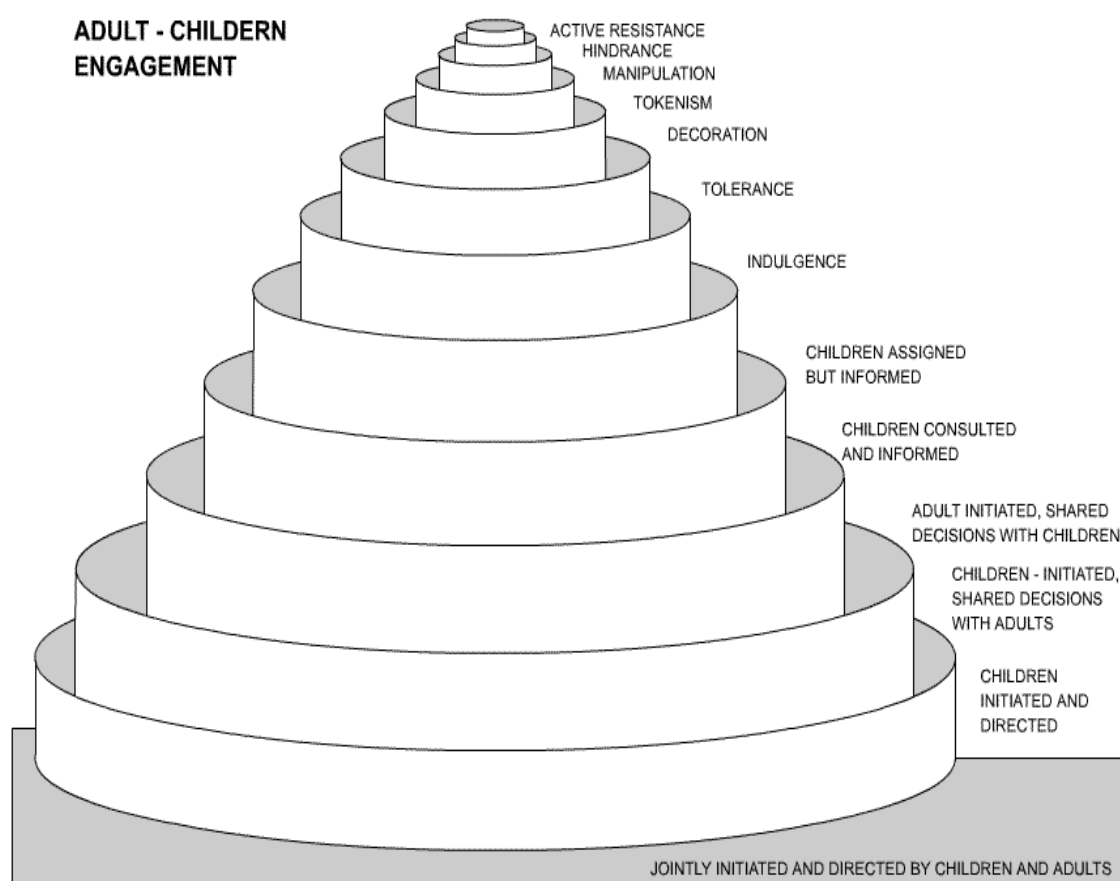 ADULT - CHILDERN
ENGAGEMENT
ACTIVE RESISTANCE
HINDRANCE
MANIPULATION
TOKENISM
DECORATION
TOLERANCE
INDULGENCE
CHILDREN ASSIGNED
BUT INFORMED
CHILDREN CONSULTED
AND INFORMED
ADULT INITIATED, SHARED
DECISIONS WITH CHILDREN
CHILDREN - INITIATED,
SHARED DECISIONS
WITH ADULTS
CHILDREN
INITIATED AND
DIRECTED
JOINTLY INITIATED AND DIRECTED BY CHILDREN AND ADULTS